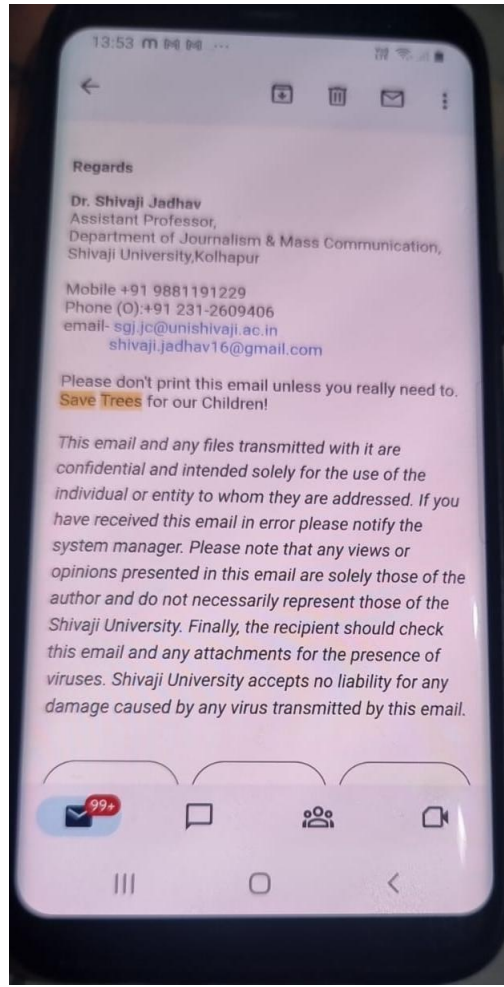 13:53 m
Regards
Dr. Shivaji Jadhav
Assistant Professor,
Department of Journalism & Mass Communication,
Shivaji University,Kolhapur
Mobile +91 9881191229
Phone (O):+91 231-2609406
email- sgj.jc@unishivaji.ac.in
shivaji.jadhav16@gmail.com
Please don't print this email unless you really need to.
Save Trees for our Children!
This email and any files transmitted with it are
confidential and intended solely for the use of the
individual or entity to whom they are addressed. If you
have received this email in error please notify the
system manager. Please note that any views or
opinions presented in this email are solely those of the
author and do not necessarily represent those of the
Shivaji University. Finally, the recipient should check
this email and any attachments for the presence of
viruses. Shivaji University accepts no liability for any
damage caused by any virus transmitted by this email.
99+